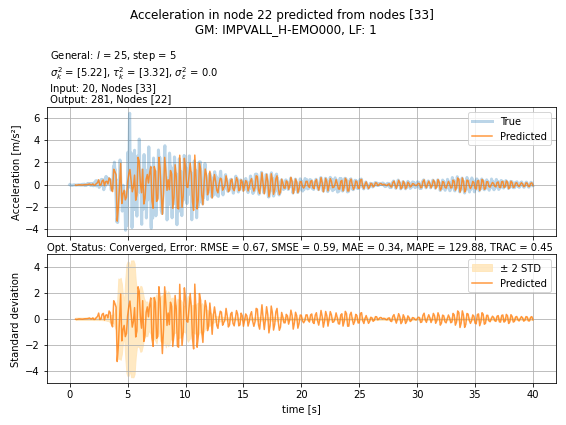 Acceleration in node 22 predicted from nodes [33]
GM: IMPVALL_H-EMO000, LF: 1
General: l = 25, step = 5
σ²ₖ = [5.22], τ²ₖ = [3.32], σ²ε = 0.0
Input: 20, Nodes [33]
Output: 281, Nodes [22]
Acceleration [m/s²]
6
4
2
0
−2
−4
True
Predicted
Opt. Status: Converged, Error: RMSE = 0.67, SMSE = 0.59, MAE = 0.34, MAPE = 129.88, TRAC = 0.45
Standard deviation
4
2
0
−2
−4
± 2 STD
Predicted
0 5 10 15 20 25 30 35 40
time [s]